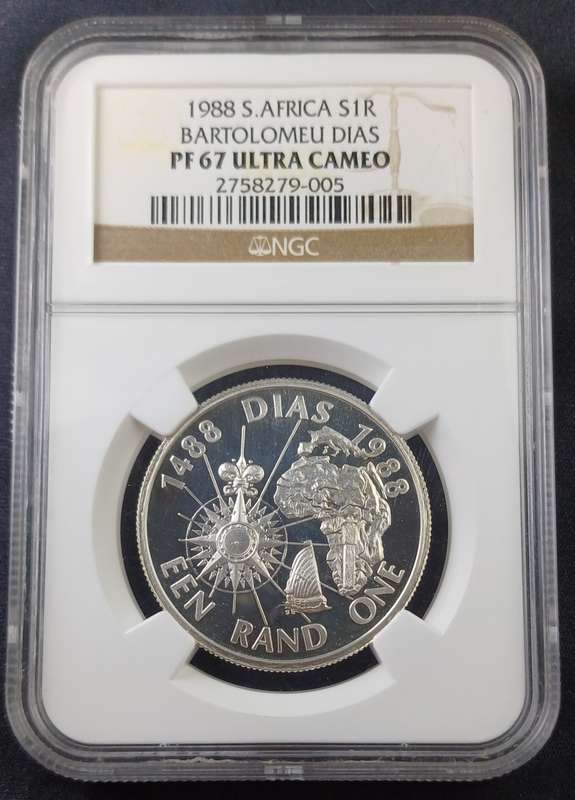 1988 S.AFRICA S1R
BARTOLOMEU DIAS
PF 67 ULTRA CAMEO
2758279-005
NGC
1488 DIAS 1988
EEN RAND ONE